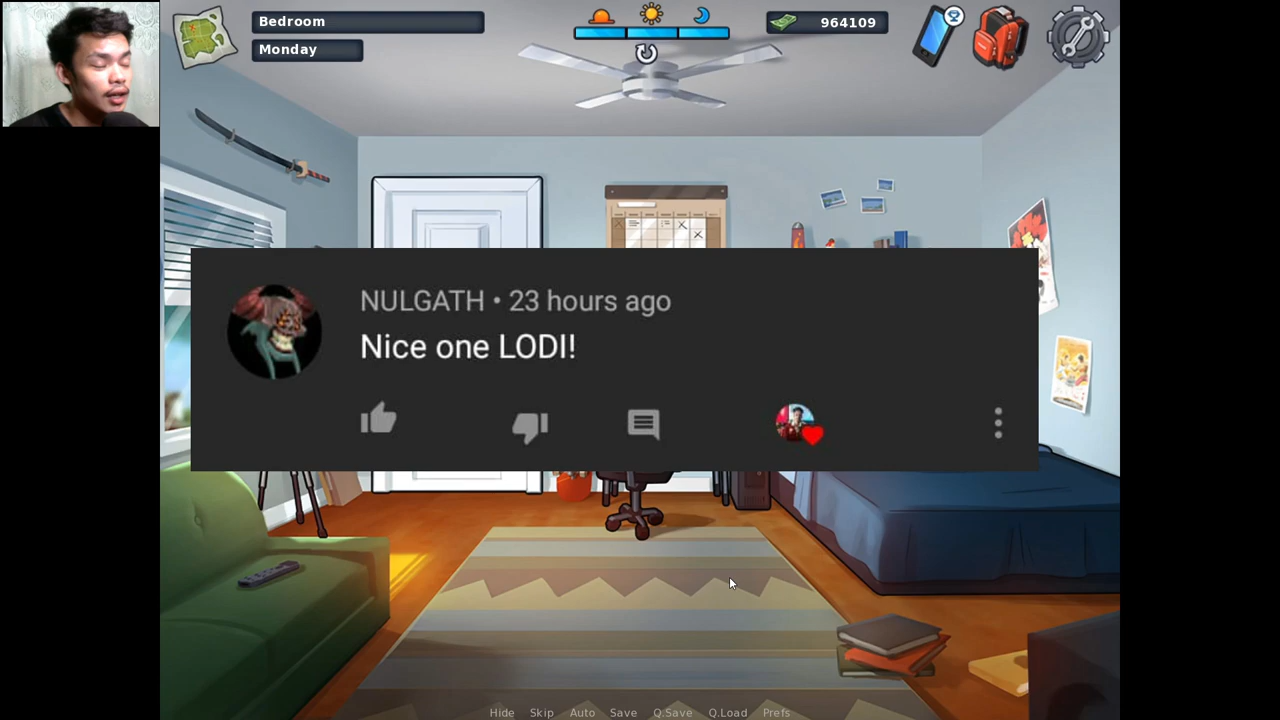 Bedroom
Monday
964109
NULGATH • 23 hours ago
Nice one LODI!
Hide Skip Auto Save Q.Save Q.Load Prefs